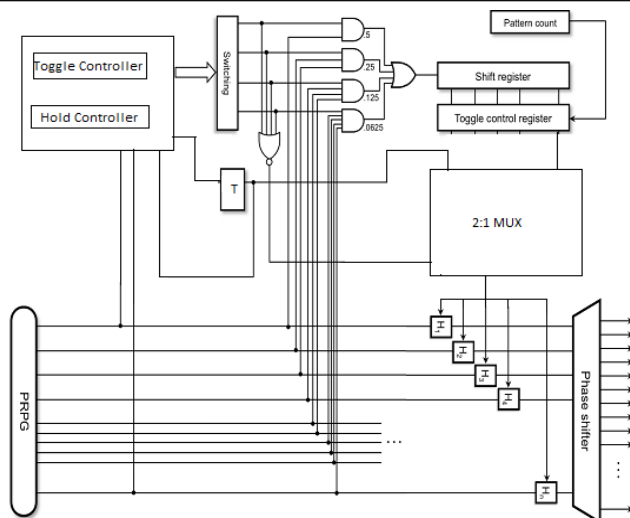 Pattern count
Toggle Controller
Hold Controller
Switching
.5
.25
.125
.0625
Shift register
Toggle control register
T
2:1 MUX
H1
H2
H3
H4
Hn
PRPG
...
Phase shifter